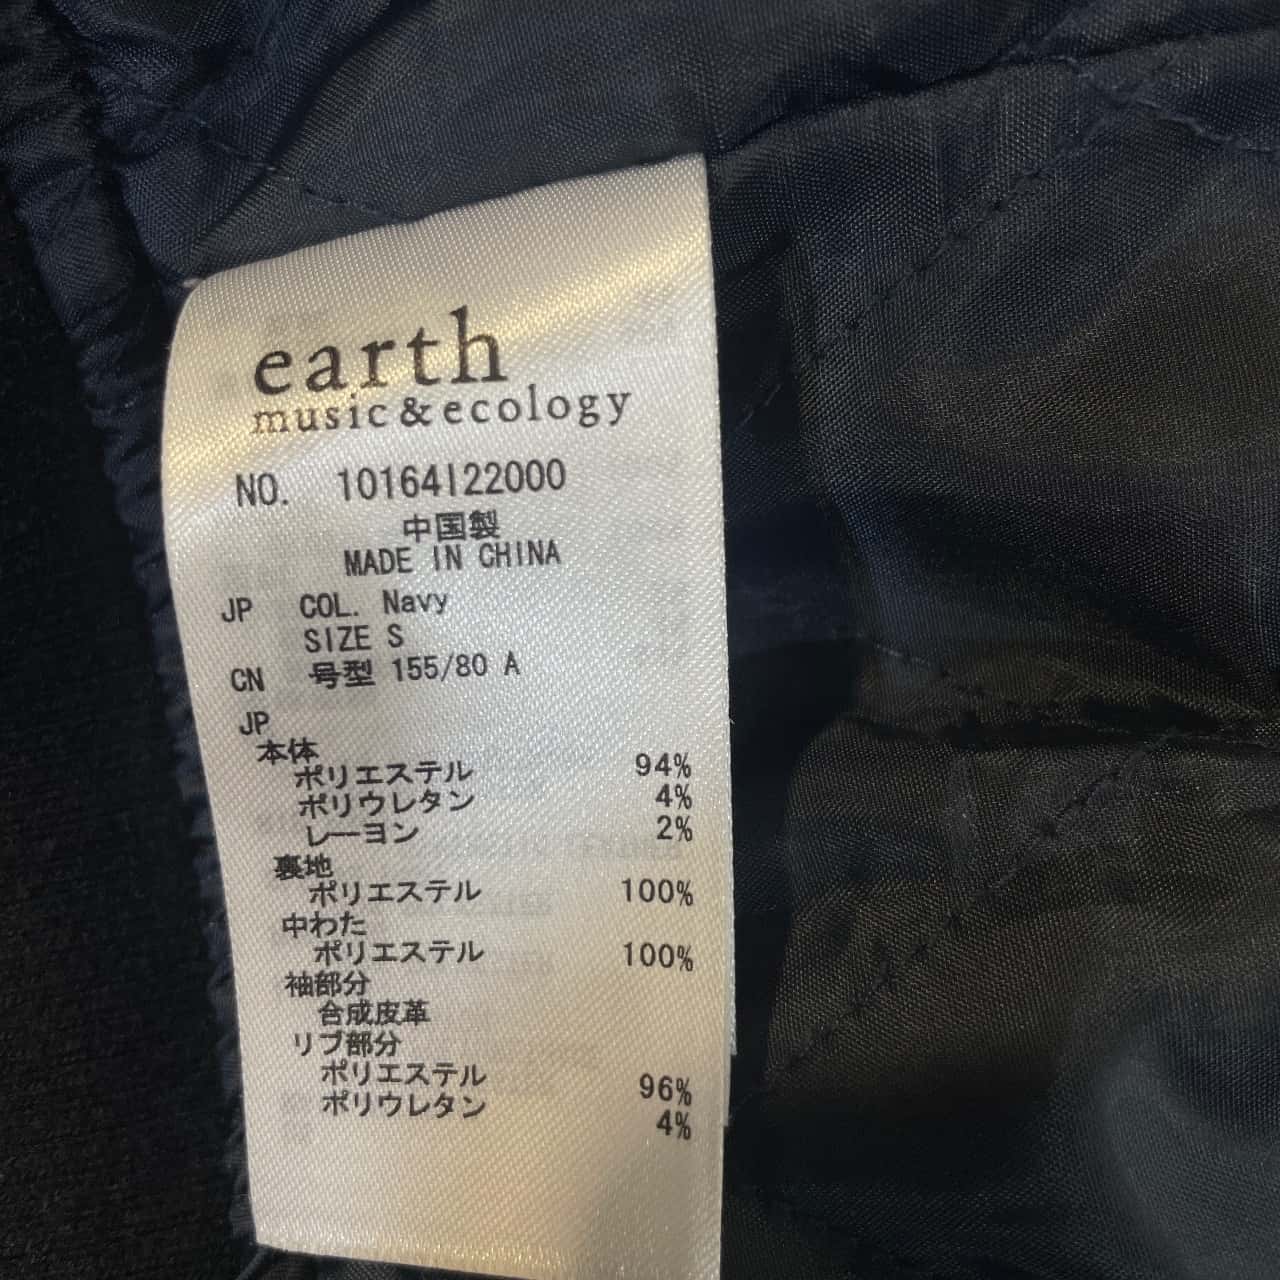 earth
music&ecology
NO. 10164I22000
中国製
MADE IN CHINA
JP COL. Navy
SIZE S
CN 号型 155/80 A
JP
本体
ポリエステル 94%
ポリウレタン 4%
レーヨン 2%
裏地
ポリエステル 100%
中わた
ポリエステル 100%
袖部分
合成皮革
リブ部分
ポリエステル 96%
ポリウレタン 4%